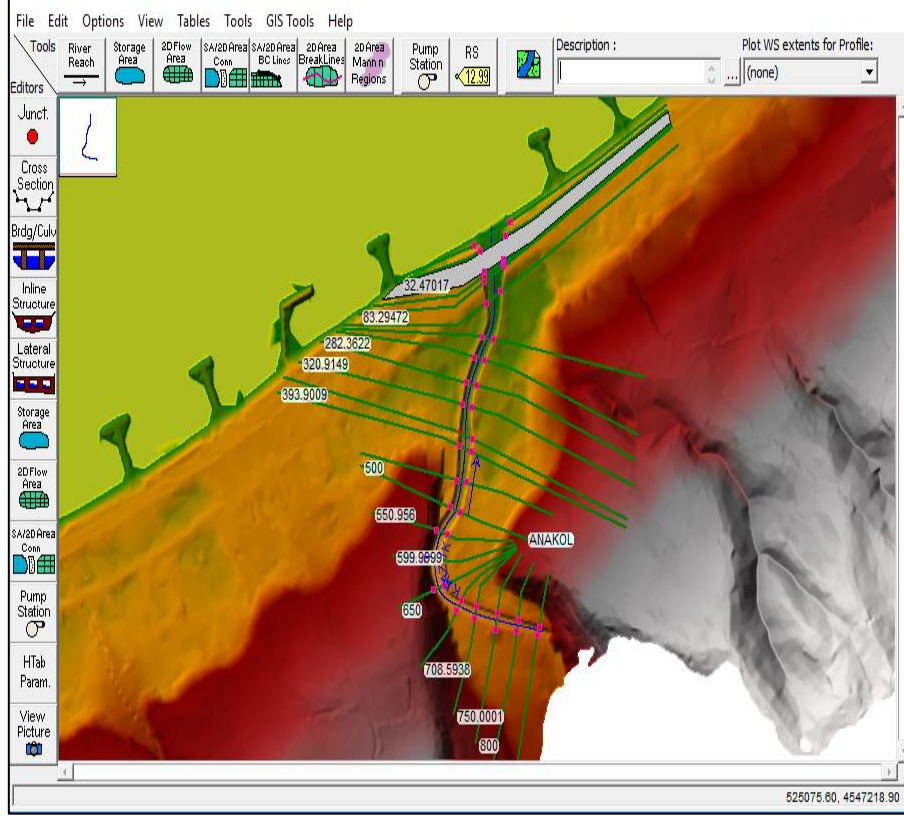 File Edit Options View Tables Tools GIS Tools Help
Tools
Editors
River
Reach
Storage
Area
2D Flow
Area
SA/2D Area
Conn
SA/2D Area
BC Lines
2D Area
BreakLines
2D Area
Mann n
Regions
Pump
Station
RS
12.99
Description :
...
Plot WS extents for Profile:
(none)
Junct.
Cross
Section
Brdg/Culv
Inline
Structure
Lateral
Structure
Storage
Area
2D Flow
Area
SA/2D Area
Conn
Pump
Station
HTab
Param.
View
Picture
32.47017
83.29472
282.3622
320.9149
393.9009
500
550.956
ANAKOL
599.9899
650
708.5938
750.0001
800
525075.60, 4547218.90